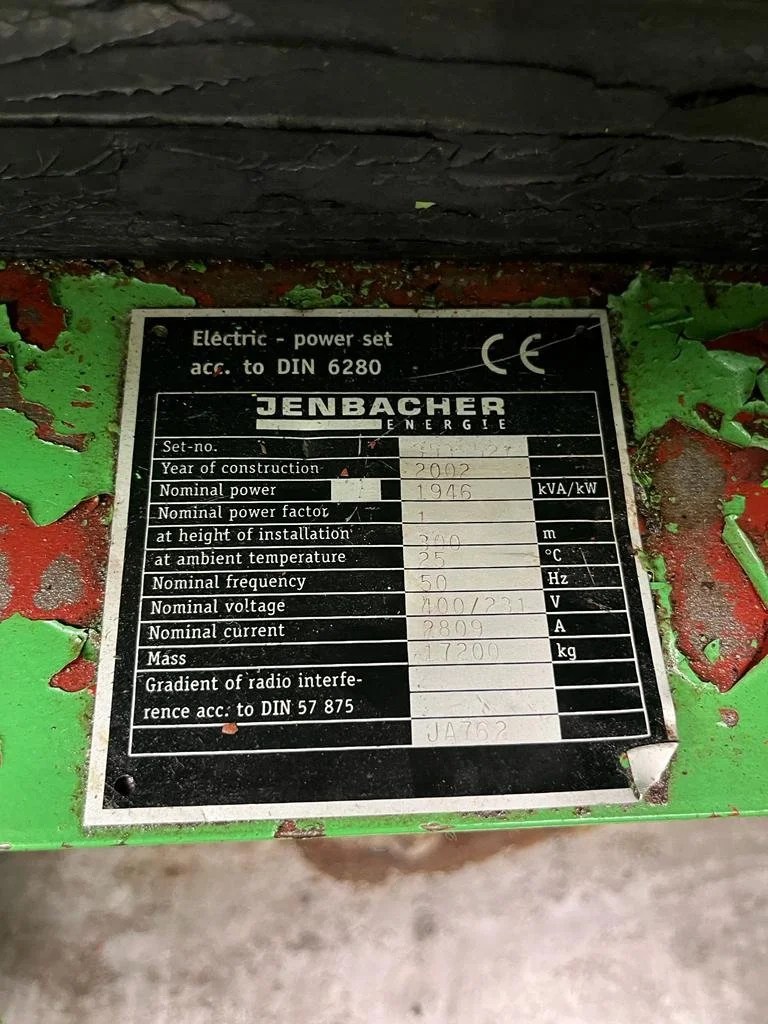 Electric - power set
acc. to DIN 6280
CE
JENBACHER
ENERGIE
Set-no.
Year of construction 2002
Nominal power 1946 kVA/kW
Nominal power factor 1
at height of installation 300 m
at ambient temperature 25 °C
Nominal frequency 50 Hz
Nominal voltage 400/231 V
Nominal current 2809 A
Mass 17200 kg
Gradient of radio interfe-
rence acc. to DIN 57 875
JA762